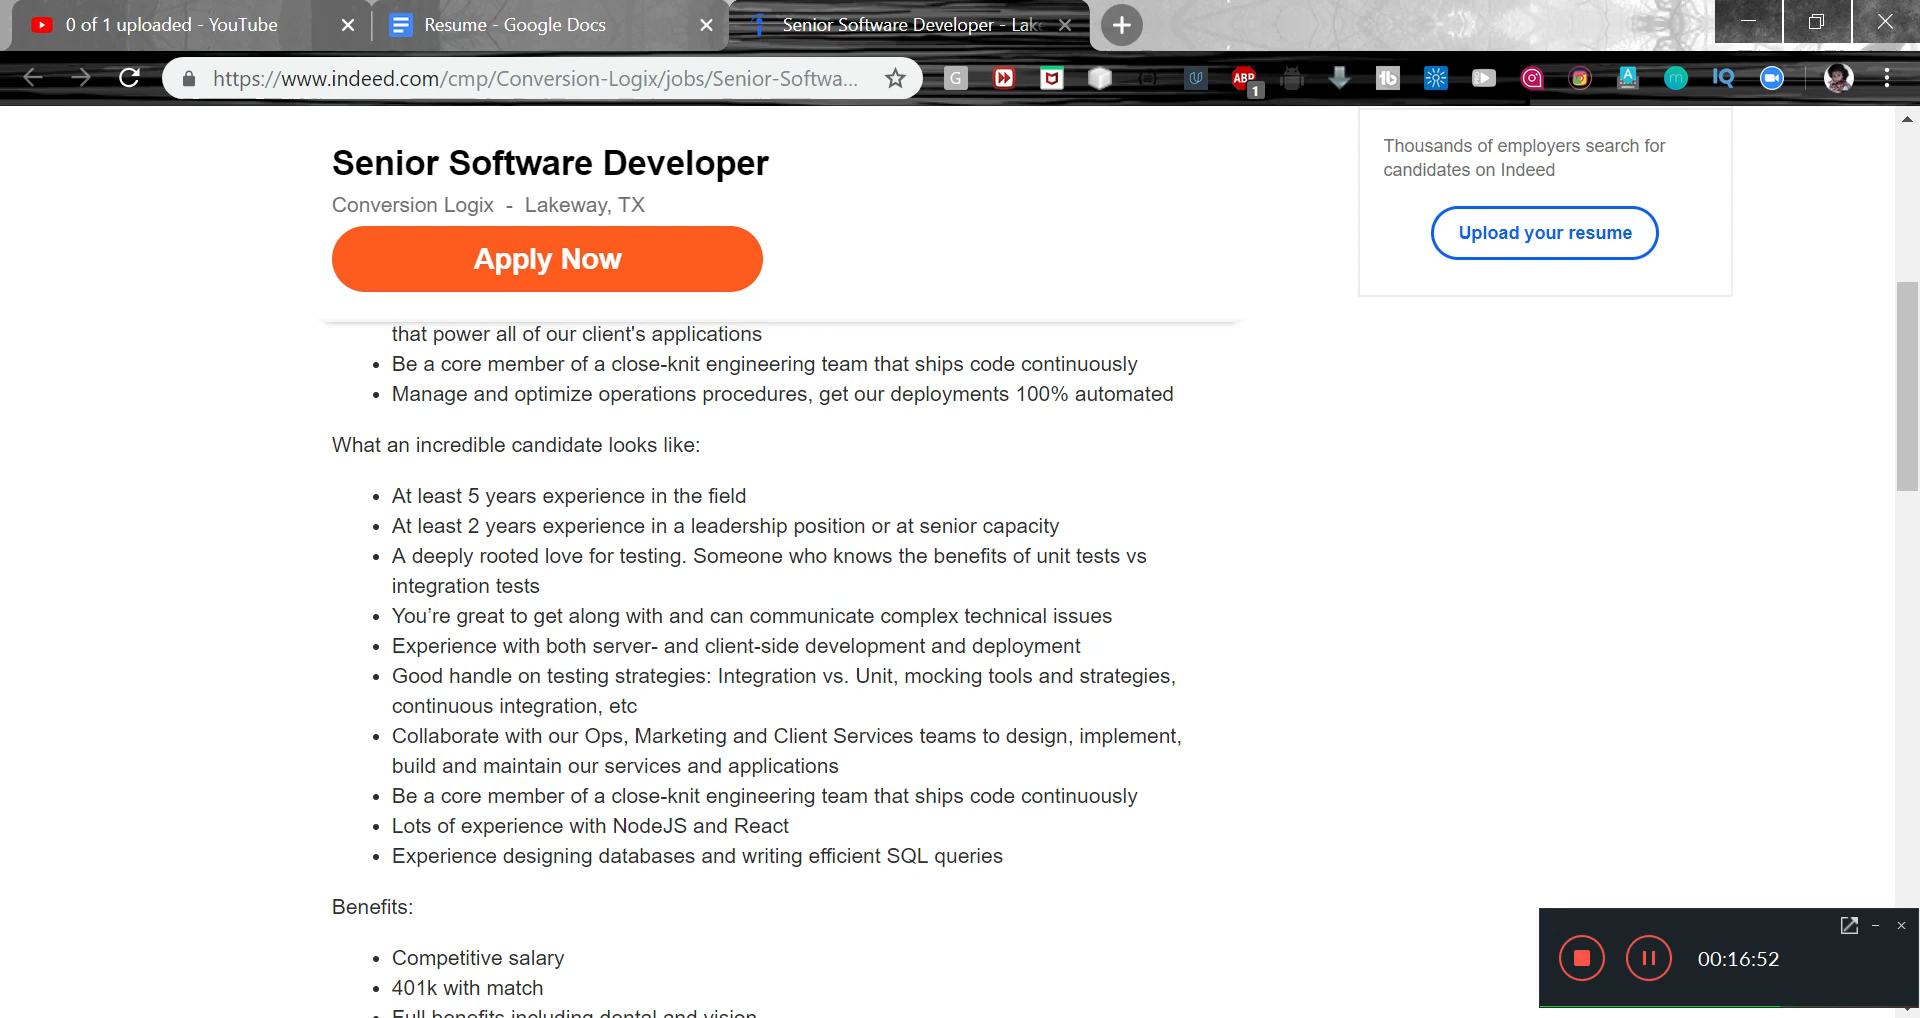 0 of 1 uploaded - YouTube
Resume - Google Docs
Senior Software Developer - Lak
https://www.indeed.com/cmp/Conversion-Logix/jobs/Senior-Softwa...
G
ABP
1
tb
A
m
IQ
Senior Software Developer
Conversion Logix - Lakeway, TX
Apply Now
Thousands of employers search for
candidates on Indeed
Upload your resume
that power all of our client's applications
• Be a core member of a close-knit engineering team that ships code continuously
• Manage and optimize operations procedures, get our deployments 100% automated
What an incredible candidate looks like:
• At least 5 years experience in the field
• At least 2 years experience in a leadership position or at senior capacity
• A deeply rooted love for testing. Someone who knows the benefits of unit tests vs
integration tests
• You’re great to get along with and can communicate complex technical issues
• Experience with both server- and client-side development and deployment
• Good handle on testing strategies: Integration vs. Unit, mocking tools and strategies,
continuous integration, etc
• Collaborate with our Ops, Marketing and Client Services teams to design, implement,
build and maintain our services and applications
• Be a core member of a close-knit engineering team that ships code continuously
• Lots of experience with NodeJS and React
• Experience designing databases and writing efficient SQL queries
Benefits:
• Competitive salary
• 401k with match
• Full benefits including dental and vision
00:16:52